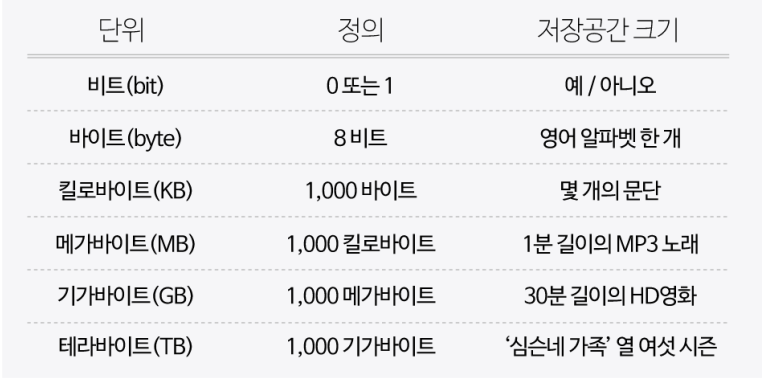 단위 정의 저장공간 크기
비트(bit) 0 또는 1 예 / 아니오
바이트(byte) 8 비트 영어 알파벳 한 개
킬로바이트(KB) 1,000 바이트 몇 개의 문단
메가바이트(MB) 1,000 킬로바이트 1분 길이의 MP3 노래
기가바이트(GB) 1,000 메가바이트 30분 길이의 HD영화
테라바이트(TB) 1,000 기가바이트 ‘심슨네 가족’ 열 여섯 시즌